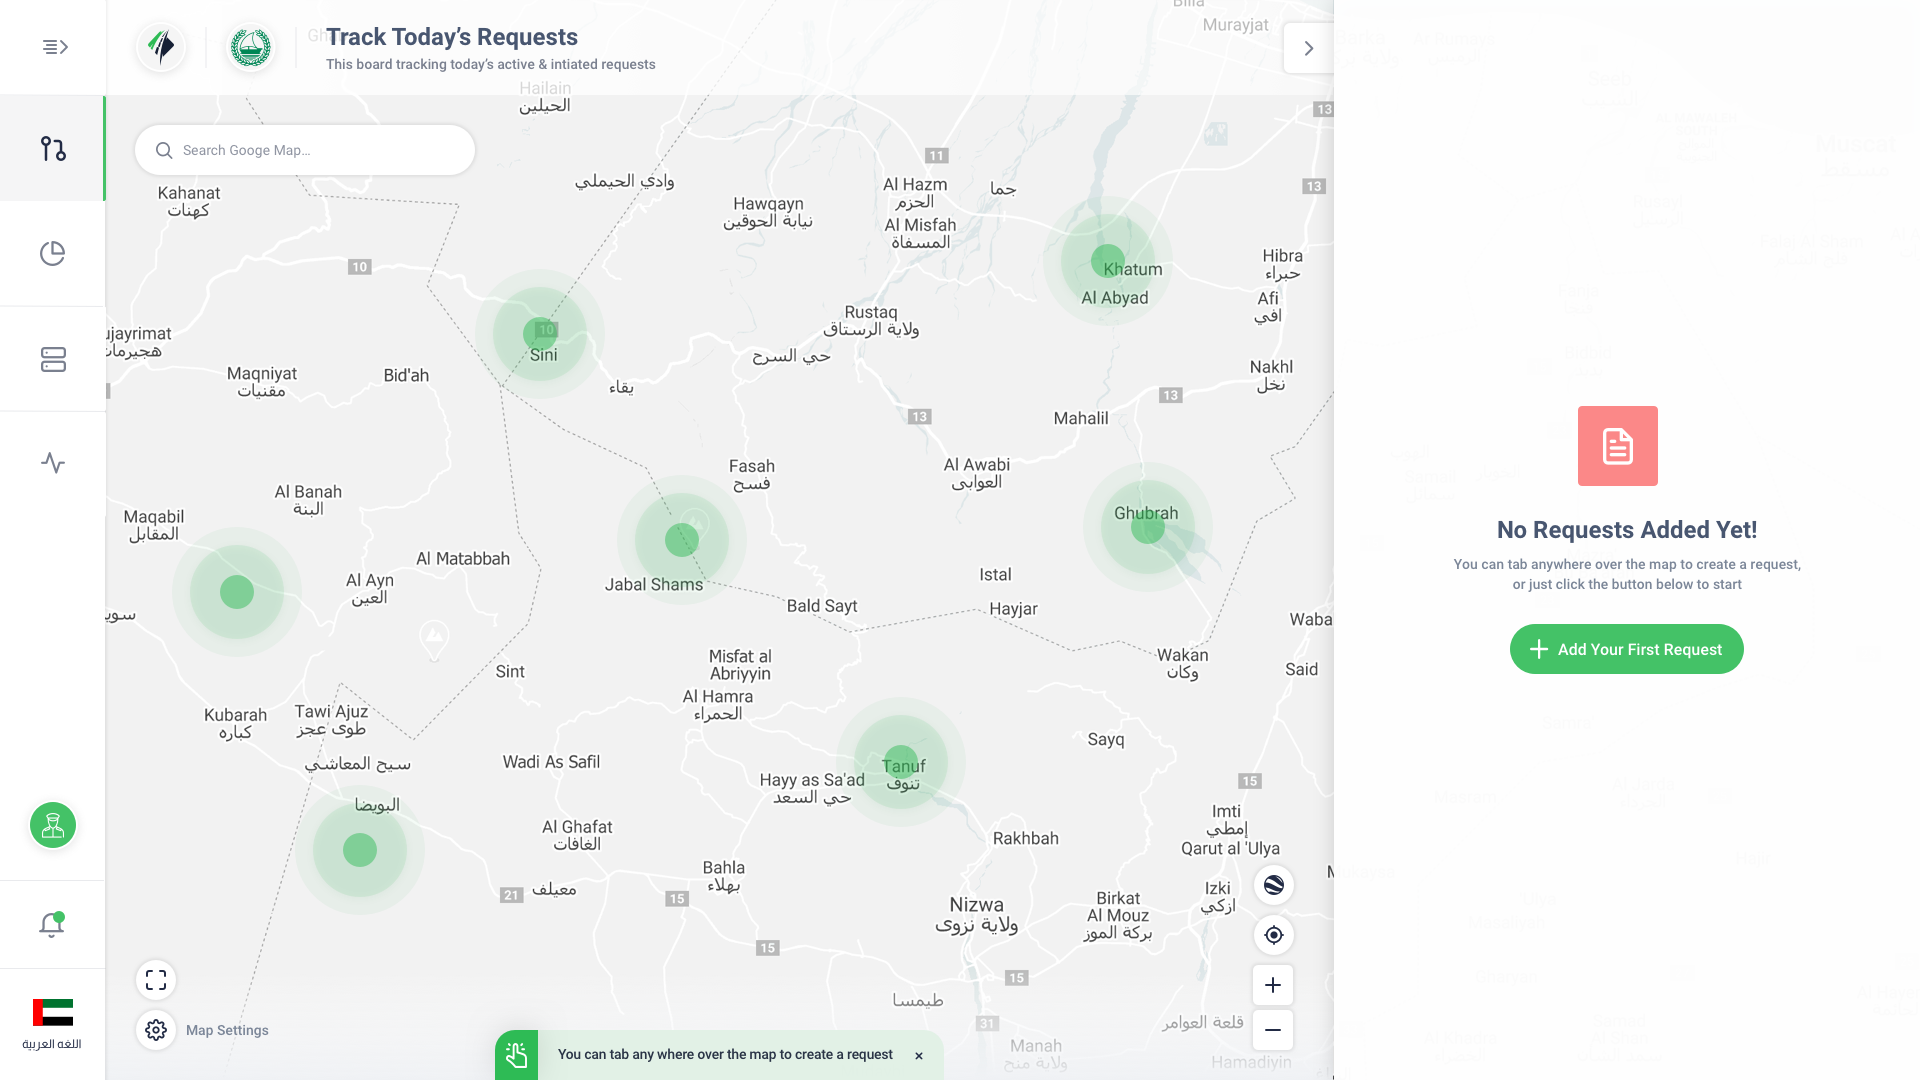 Track Today’s Requests
This board tracking today’s active & intiated requests
Murayjat
Hailain
الحيلين
13
Search Googe Map...
11
وادي الحيملي
Al Hazm
الحزم
جما
13
Kahanat
كهنات
Hawqayn
نيابة الحوقين
Al Misfah
المسفاة
10
Khatum
Hibra
حبراء
Al Abyad
Afi
افي
Rustaq
ولاية الرستاق
10
Sini
ujayrimat
هجيرمات
حي السرح
Maqniyat
مقنيات
Bid'ah
يقاء
Nakhl
نخل
13
13
Mahalil
Fasah
فسح
Al Awabi
العوابى
Al Banah
البنة
Maqabil
المقابل
Ghubrah
Al Matabbah
Al Ayn
العين
Jabal Shams
Istal
Bald Sayt
Hayjar
Waba
Misfat al
Abriyyin
Wakan
وكان
Said
Sint
Al Hamra
الحمراء
Kubarah
كباره
Tawi Ajuz
طوى عجز
Sayq
سيح المعاشي
Wadi As Safil
Tanuf
تنوف
Hayy as Sa'ad
حي السعد
15
البويضا
Imti
إمطي
Al Ghafat
الغافات
Rakhbah
Qarut al 'Ulya
Bahla
بهلاء
معيلف
21
15
Izki
ازكي
Nizwa
ولاية نزوى
Birkat
Al Mouz
بركة الموز
15
15
طيمسا
31
قلعة العوامر
Manah
ولاية منح
Hamadiyin
Map Settings
You can tab any where over the map to create a request
اللغه العربية
No Requests Added Yet!
You can tab anywhere over the map to create a request,
or just click the button below to start
Add Your First Request